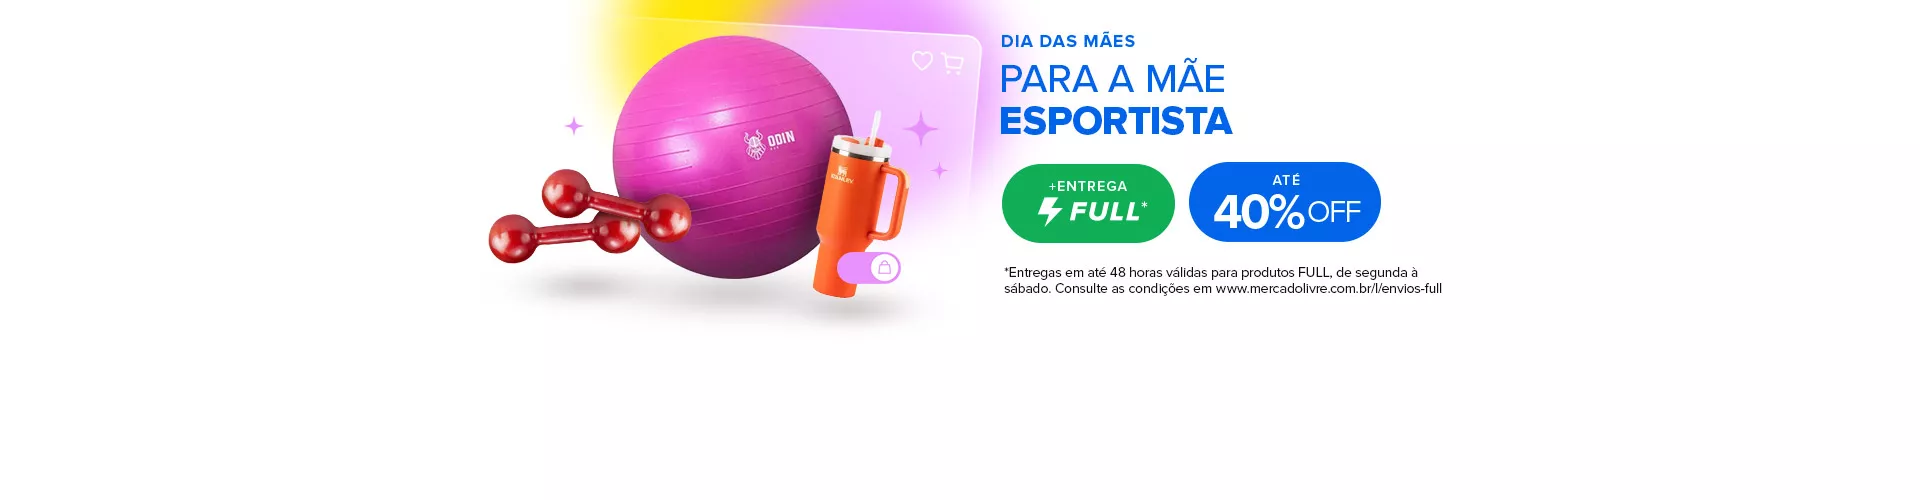 DIA DAS MÃES
PARA A MÃE
ESPORTISTA
ODIN
STANLEY
+ENTREGA
FULL*
ATÉ
40% OFF
*Entregas em até 48 horas válidas para produtos FULL, de segunda à
sábado. Consulte as condições em www.mercadolivre.com.br/l/envios-full